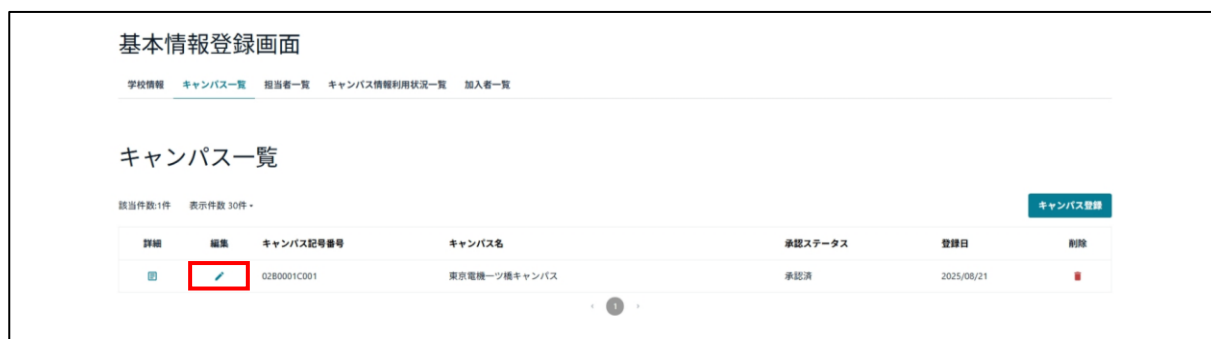 基本情報登録画面
学校情報 キャンパス一覧 担当者一覧 キャンパス情報利用状況一覧 加入者一覧
キャンパス一覧
該当件数:1件 表示件数 30件
キャンパス登録
詳細 編集 キャンパス記号番号 キャンパス名 承認ステータス 登録日 削除
02B0001C001 東京電機一ツ橋キャンパス 承認済 2025/08/21
‹ 1 ›